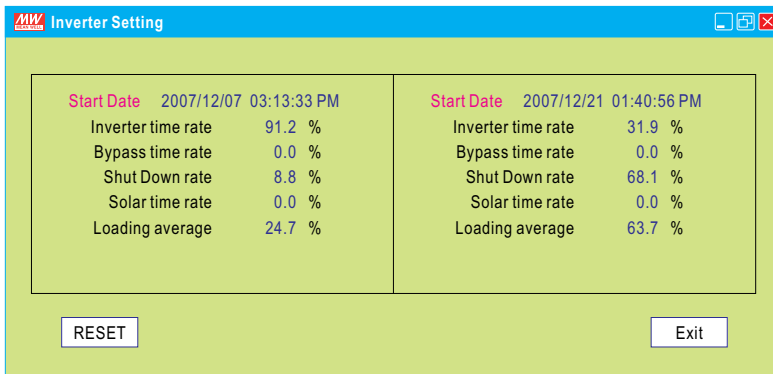 MW MEAN WELL Inverter Setting
Start Date 2007/12/07 03:13:33 PM
Inverter time rate 91.2 %
Bypass time rate 0.0 %
Shut Down rate 8.8 %
Solar time rate 0.0 %
Loading average 24.7 %
Start Date 2007/12/21 01:40:56 PM
Inverter time rate 31.9 %
Bypass time rate 0.0 %
Shut Down rate 68.1 %
Solar time rate 0.0 %
Loading average 63.7 %
RESET
Exit